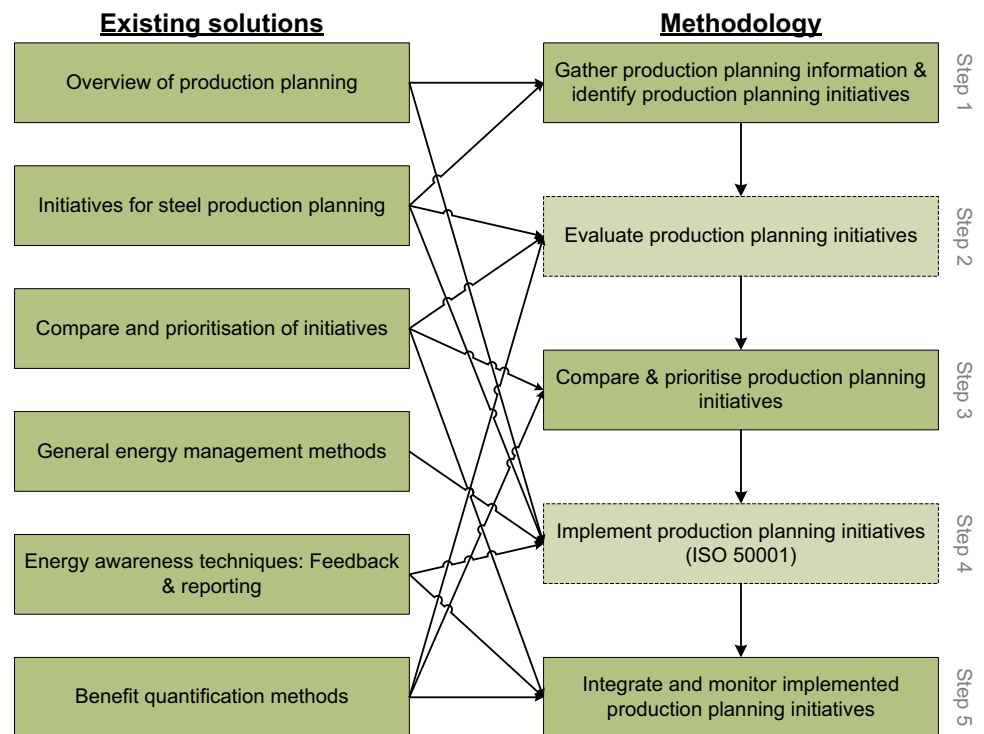 Existing solutions
Overview of production planning
Initiatives for steel production planning
Compare and prioritisation of initiatives
General energy management methods
Energy awareness techniques: Feedback
& reporting
Benefit quantification methods
Methodology
Gather production planning information &
identify production planning initiatives
Step 1
Evaluate production planning initiatives
Step 2
Compare & prioritise production planning
initiatives
Step 3
Implement production planning initiatives
(ISO 50001)
Step 4
Integrate and monitor implemented
production planning initiatives
Step 5